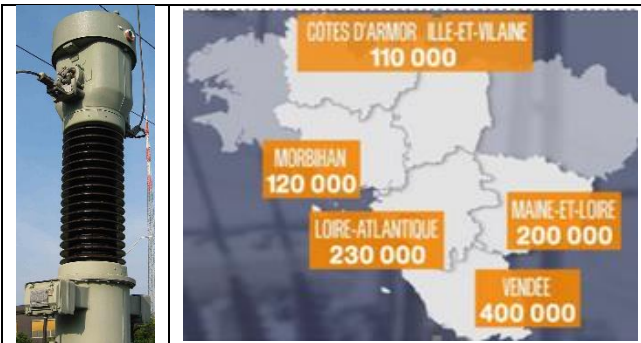 CÔTES D'ARMOR ILLE-ET-VILAINE
110 000
MORBIHAN
120 000
LOIRE-ATLANTIQUE
230 000
MAINE-ET-LOIRE
200 000
VENDÉE
400 000